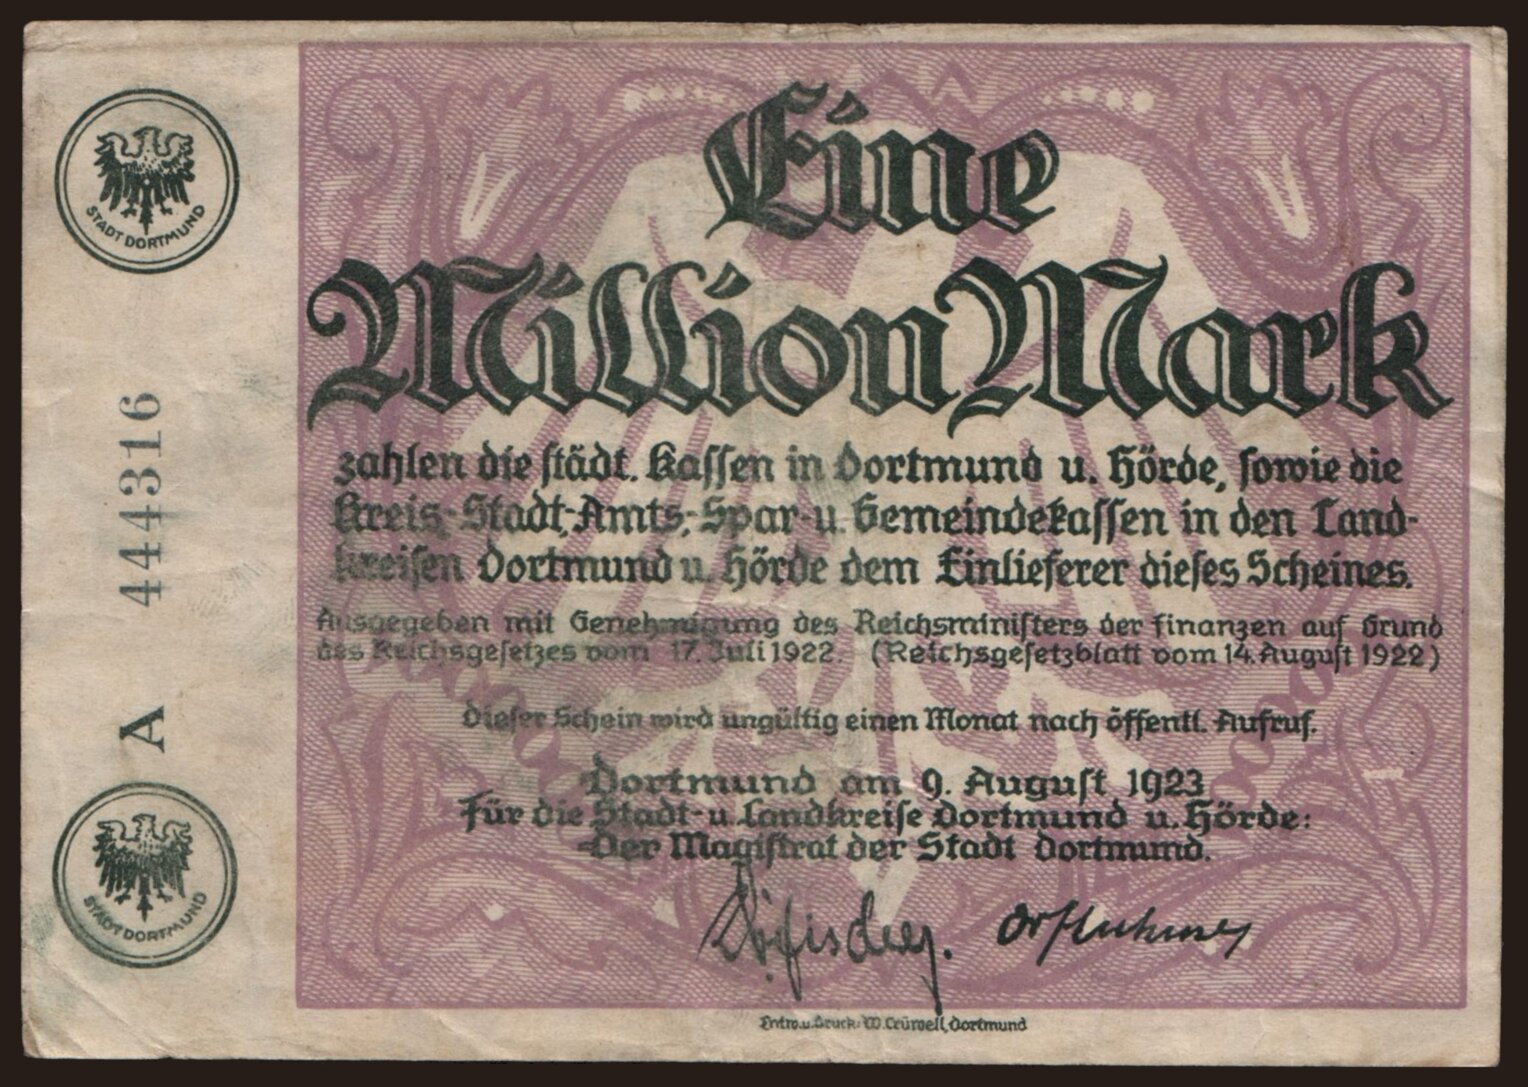 STADT DORTMUND
444316
A
STADT DORTMUND
Eine
Million Mark
zahlen die städt. Kassen in Dortmund u. Hörde, sowie die
Kreis-Stadt-, Amts-, Spar- u. Gemeindekassen in den Land-
kreisen Dortmund u. Hörde dem Einlieferer dieses Scheines.
Ausgegeben mit Genehmigung des Reichsministers der Finanzen auf Grund
des Reichsgesetzes vom 17. Juli 1922. (Reichsgesetzblatt vom 14. August 1922)
Dieser Schein wird ungültig einen Monat nach öffentl. Aufruf.
Dortmund am 9. August 1923
Für die Stadt- u. Landkreise Dortmund u. Hörde:
Der Magistrat der Stadt Dortmund.
Entw. u. Druck: W. Crüwell, Dortmund